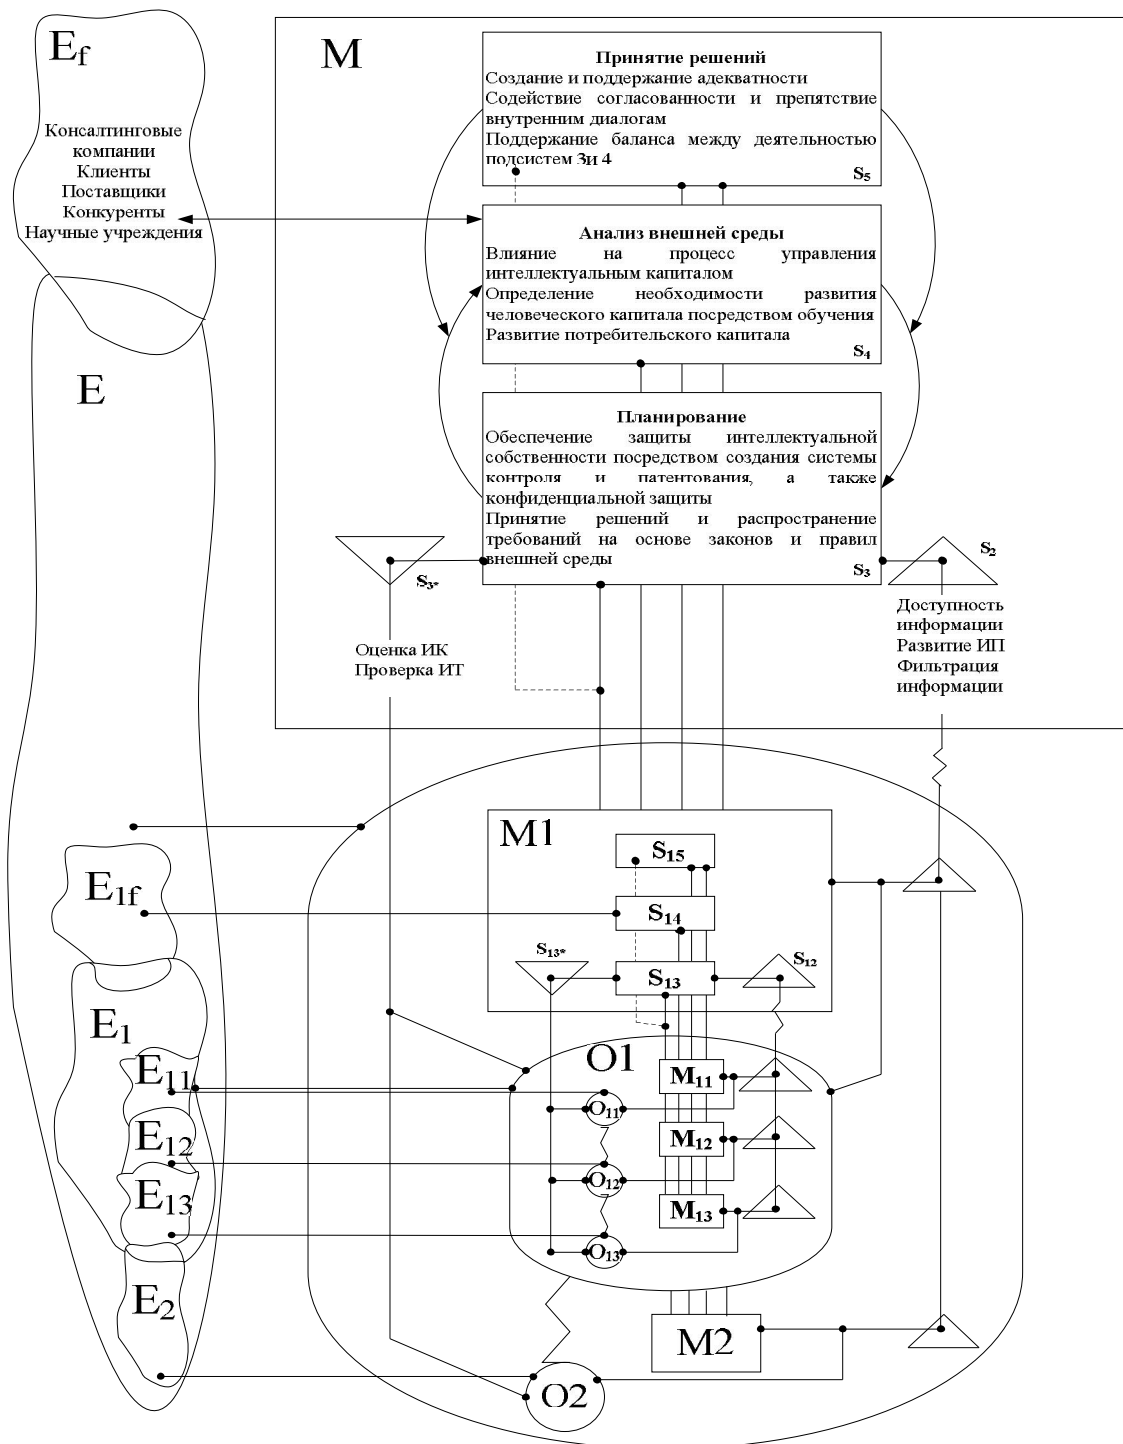 E_f
Консалтинговые
компании
Клиенты
Поставщики
Конкуренты
Научные учреждения
E
M
Принятие решений
Создание и поддержание адекватности
Содействие согласованности и препятствие
внутренним диалогам
Поддержание баланса между деятельностью
подсистем 3и 4
S5
Анализ внешней среды
Влияние на процесс управления
интеллектуальным капиталом
Определение необходимости развития
человеческого капитала посредством обучения
Развитие потребительского капитала
S4
Планирование
Обеспечение защиты интеллектуальной
собственности посредством создания системы
контроля и патентования, а также
конфиденциальной защиты
Принятие решений и распространение
требований на основе законов и правил
внешней среды
S3
S3*
Оценка ИК
Проверка ИТ
S2
Доступность
информации
Развитие ИП
Фильтрация
информации
M1
S15
S14
S13*
S13
S12
E1f
E1
E11
E12
E13
E2
O1
M11
O11
M12
O12
M13
O13
M2
O2